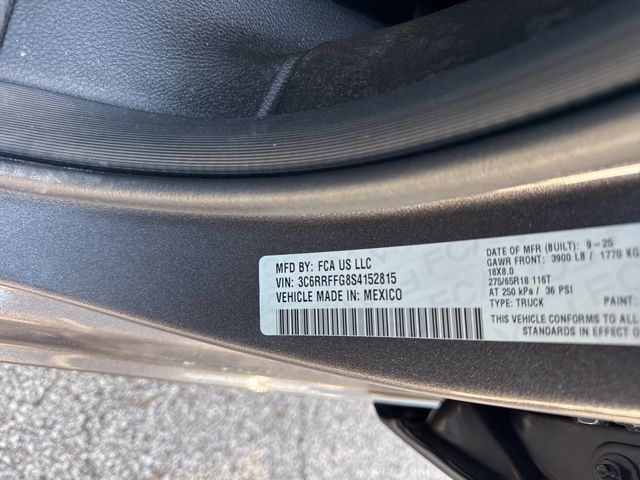 MFD BY: FCA US LLC
VIN: 3C6RRFFG8S4152815
VEHICLE MADE IN: MEXICO
DATE OF MFR (BUILT): 9-25
GAWR FRONT: 3900 LB / 1770 KG
18X8.0
275/65R18 116T
AT 250 kPa / 36 PSI
TYPE: TRUCK PAINT:
THIS VEHICLE CONFORMS TO ALL
STANDARDS IN EFFECT O